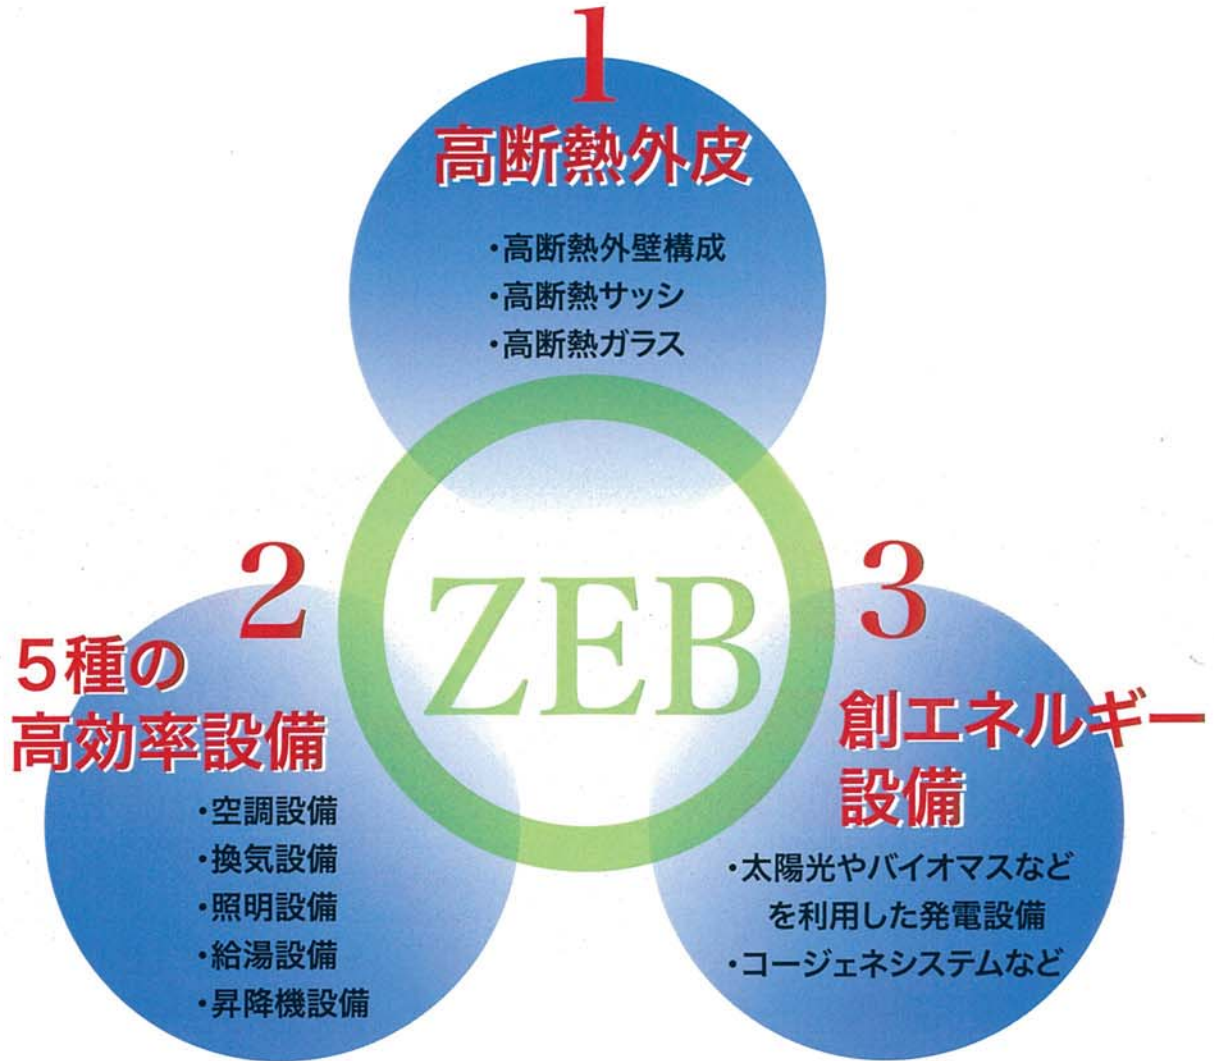 1
高断熱外皮
・高断熱外壁構成
・高断熱サッシ
・高断熱ガラス
ZEB
2
5種の
高効率設備
・空調設備
・換気設備
・照明設備
・給湯設備
・昇降機設備
3
創エネルギー
設備
・太陽光やバイオマスなど
を利用した発電設備
・コージェネシステムなど